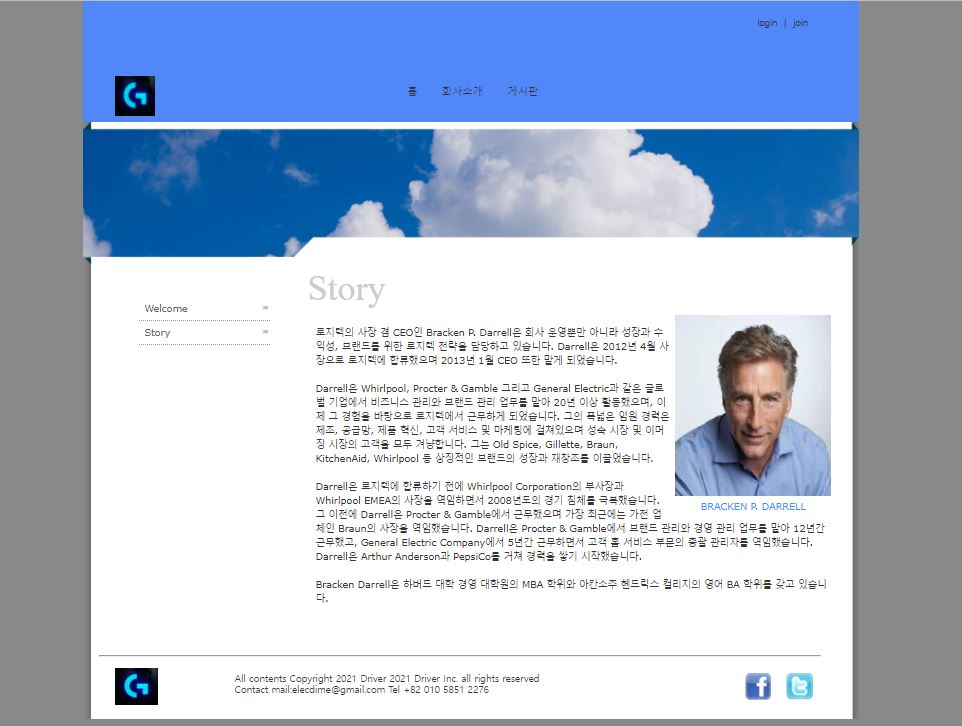 login | join
홈 회사소개 게시판
Story
Welcome »
Story »
로지텍의 사장 겸 CEO인 Bracken P. Darrell은 회사 운영뿐만 아니라 성장과 수
익성, 브랜드를 위한 로지텍 전략을 담당하고 있습니다. Darrell은 2012년 4월 사
장으로 로지텍에 합류했으며 2013년 1월 CEO 또한 맡게 되었습니다.
Darrell은 Whirlpool, Procter & Gamble 그리고 General Electric과 같은 글로
벌 기업에서 비즈니스 관리와 브랜드 관리 업무를 맡아 20년 이상 활동했으며, 이
제 그 경험을 바탕으로 로지텍에서 근무하게 되었습니다. 그의 폭넓은 임원 경력은
제조, 공급망, 제품 혁신, 고객 서비스 및 마케팅에 걸쳐있으며 성숙 시장 및 이머
징 시장의 고객을 모두 겨냥합니다. 그는 Old Spice, Gillette, Braun,
KitchenAid, Whirlpool 등 상징적인 브랜드의 성장과 재창조를 이끌었습니다.
Darrell은 로지텍에 합류하기 전에 Whirlpool Corporation의 부사장과
Whirlpool EMEA의 사장을 역임하면서 2008년도의 경기 침체를 극복했습니다.
그 이전에 Darrell은 Procter & Gamble에서 근무했으며 가장 최근에는 가전 업
체인 Braun의 사장을 역임했습니다. Darrell은 Procter & Gamble에서 브랜드 관리와 경영 관리 업무를 맡아 12년간
근무했고, General Electric Company에서 5년간 근무하면서 고객 홈 서비스 부문의 총괄 관리자를 역임했습니다.
Darrell은 Arthur Anderson과 PepsiCo를 거쳐 경력을 쌓기 시작했습니다.
Bracken Darrell은 하버드 대학 경영 대학원의 MBA 학위와 아칸소주 헨드릭스 컬리지의 영어 BA 학위를 갖고 있습니
다.
BRACKEN P. DARRELL
All contents Copyright 2021 Driver 2021 Driver Inc. all rights reserved
Contact mail:elecdime@gmail.com Tel +82 010 5851 2276